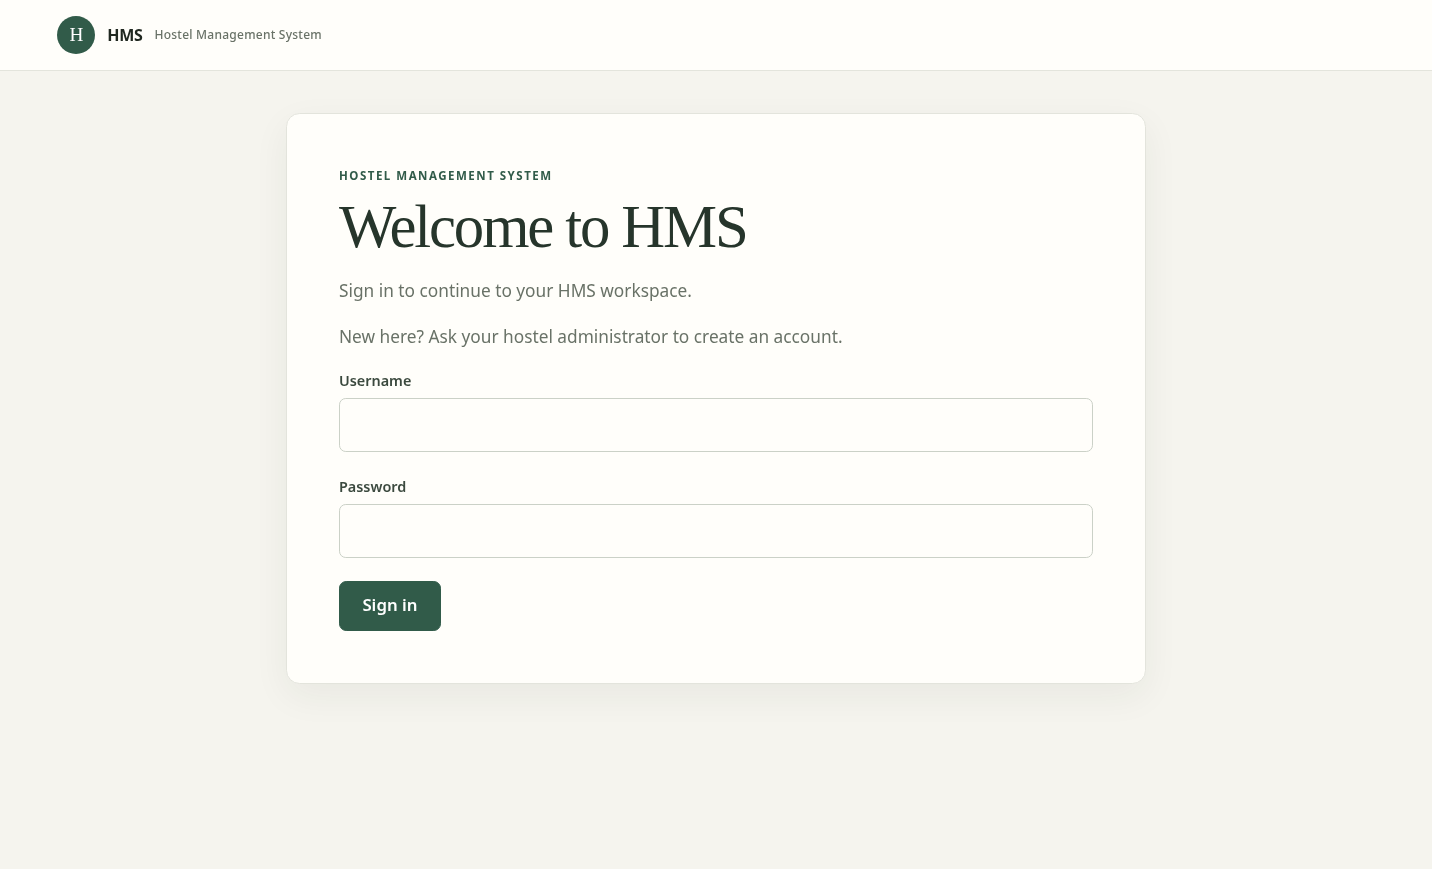 H HMS Hostel Management System
HOSTEL MANAGEMENT SYSTEM
Welcome to HMS
Sign in to continue to your HMS workspace.
New here? Ask your hostel administrator to create an account.
Username
Password
Sign in